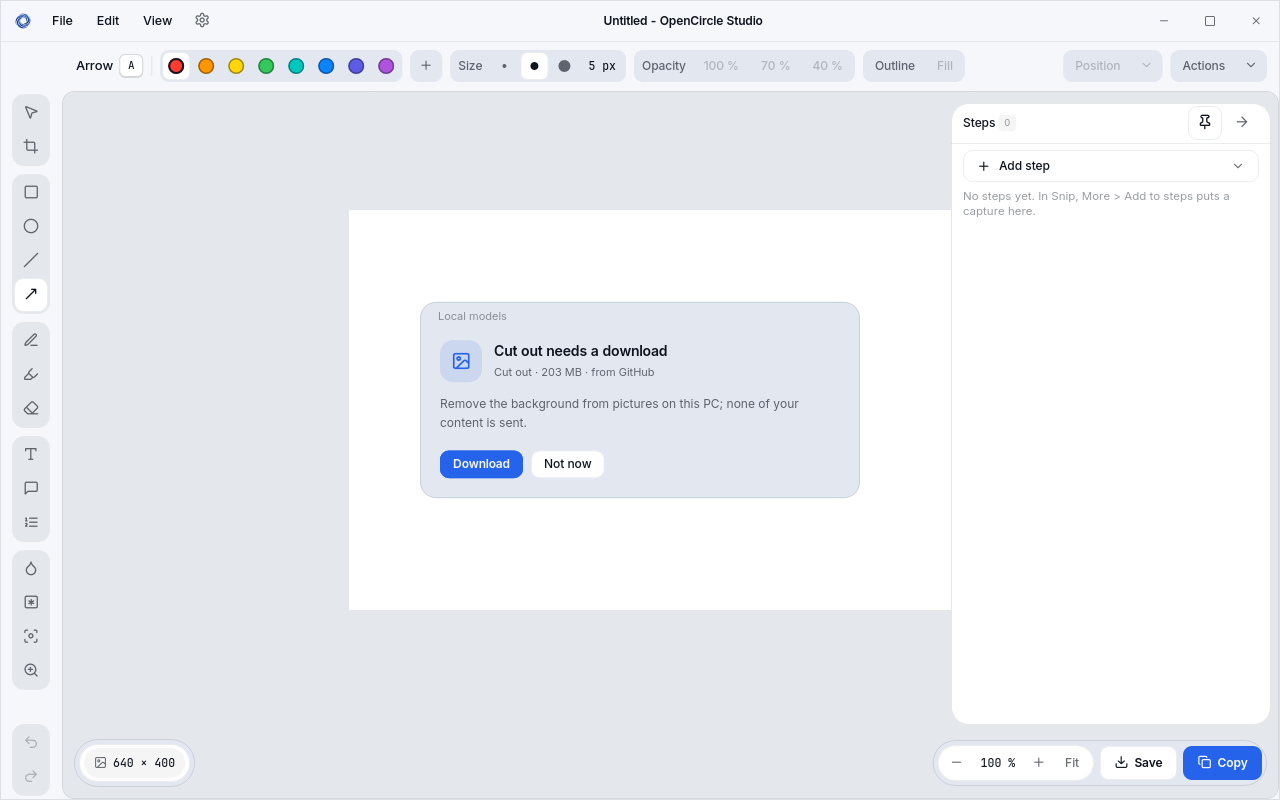 File Edit View
Untitled - OpenCircle Studio
Arrow A
Size 5 px
Opacity 100 % 70 % 40 %
Outline Fill
Position
Actions
Steps 0
Add step
No steps yet. In Snip, More > Add to steps puts a
capture here.
Local models
Cut out needs a download
Cut out · 203 MB · from GitHub
Remove the background from pictures on this PC; none of your
content is sent.
Download Not now
640 × 400
100 % Fit
Save
Copy